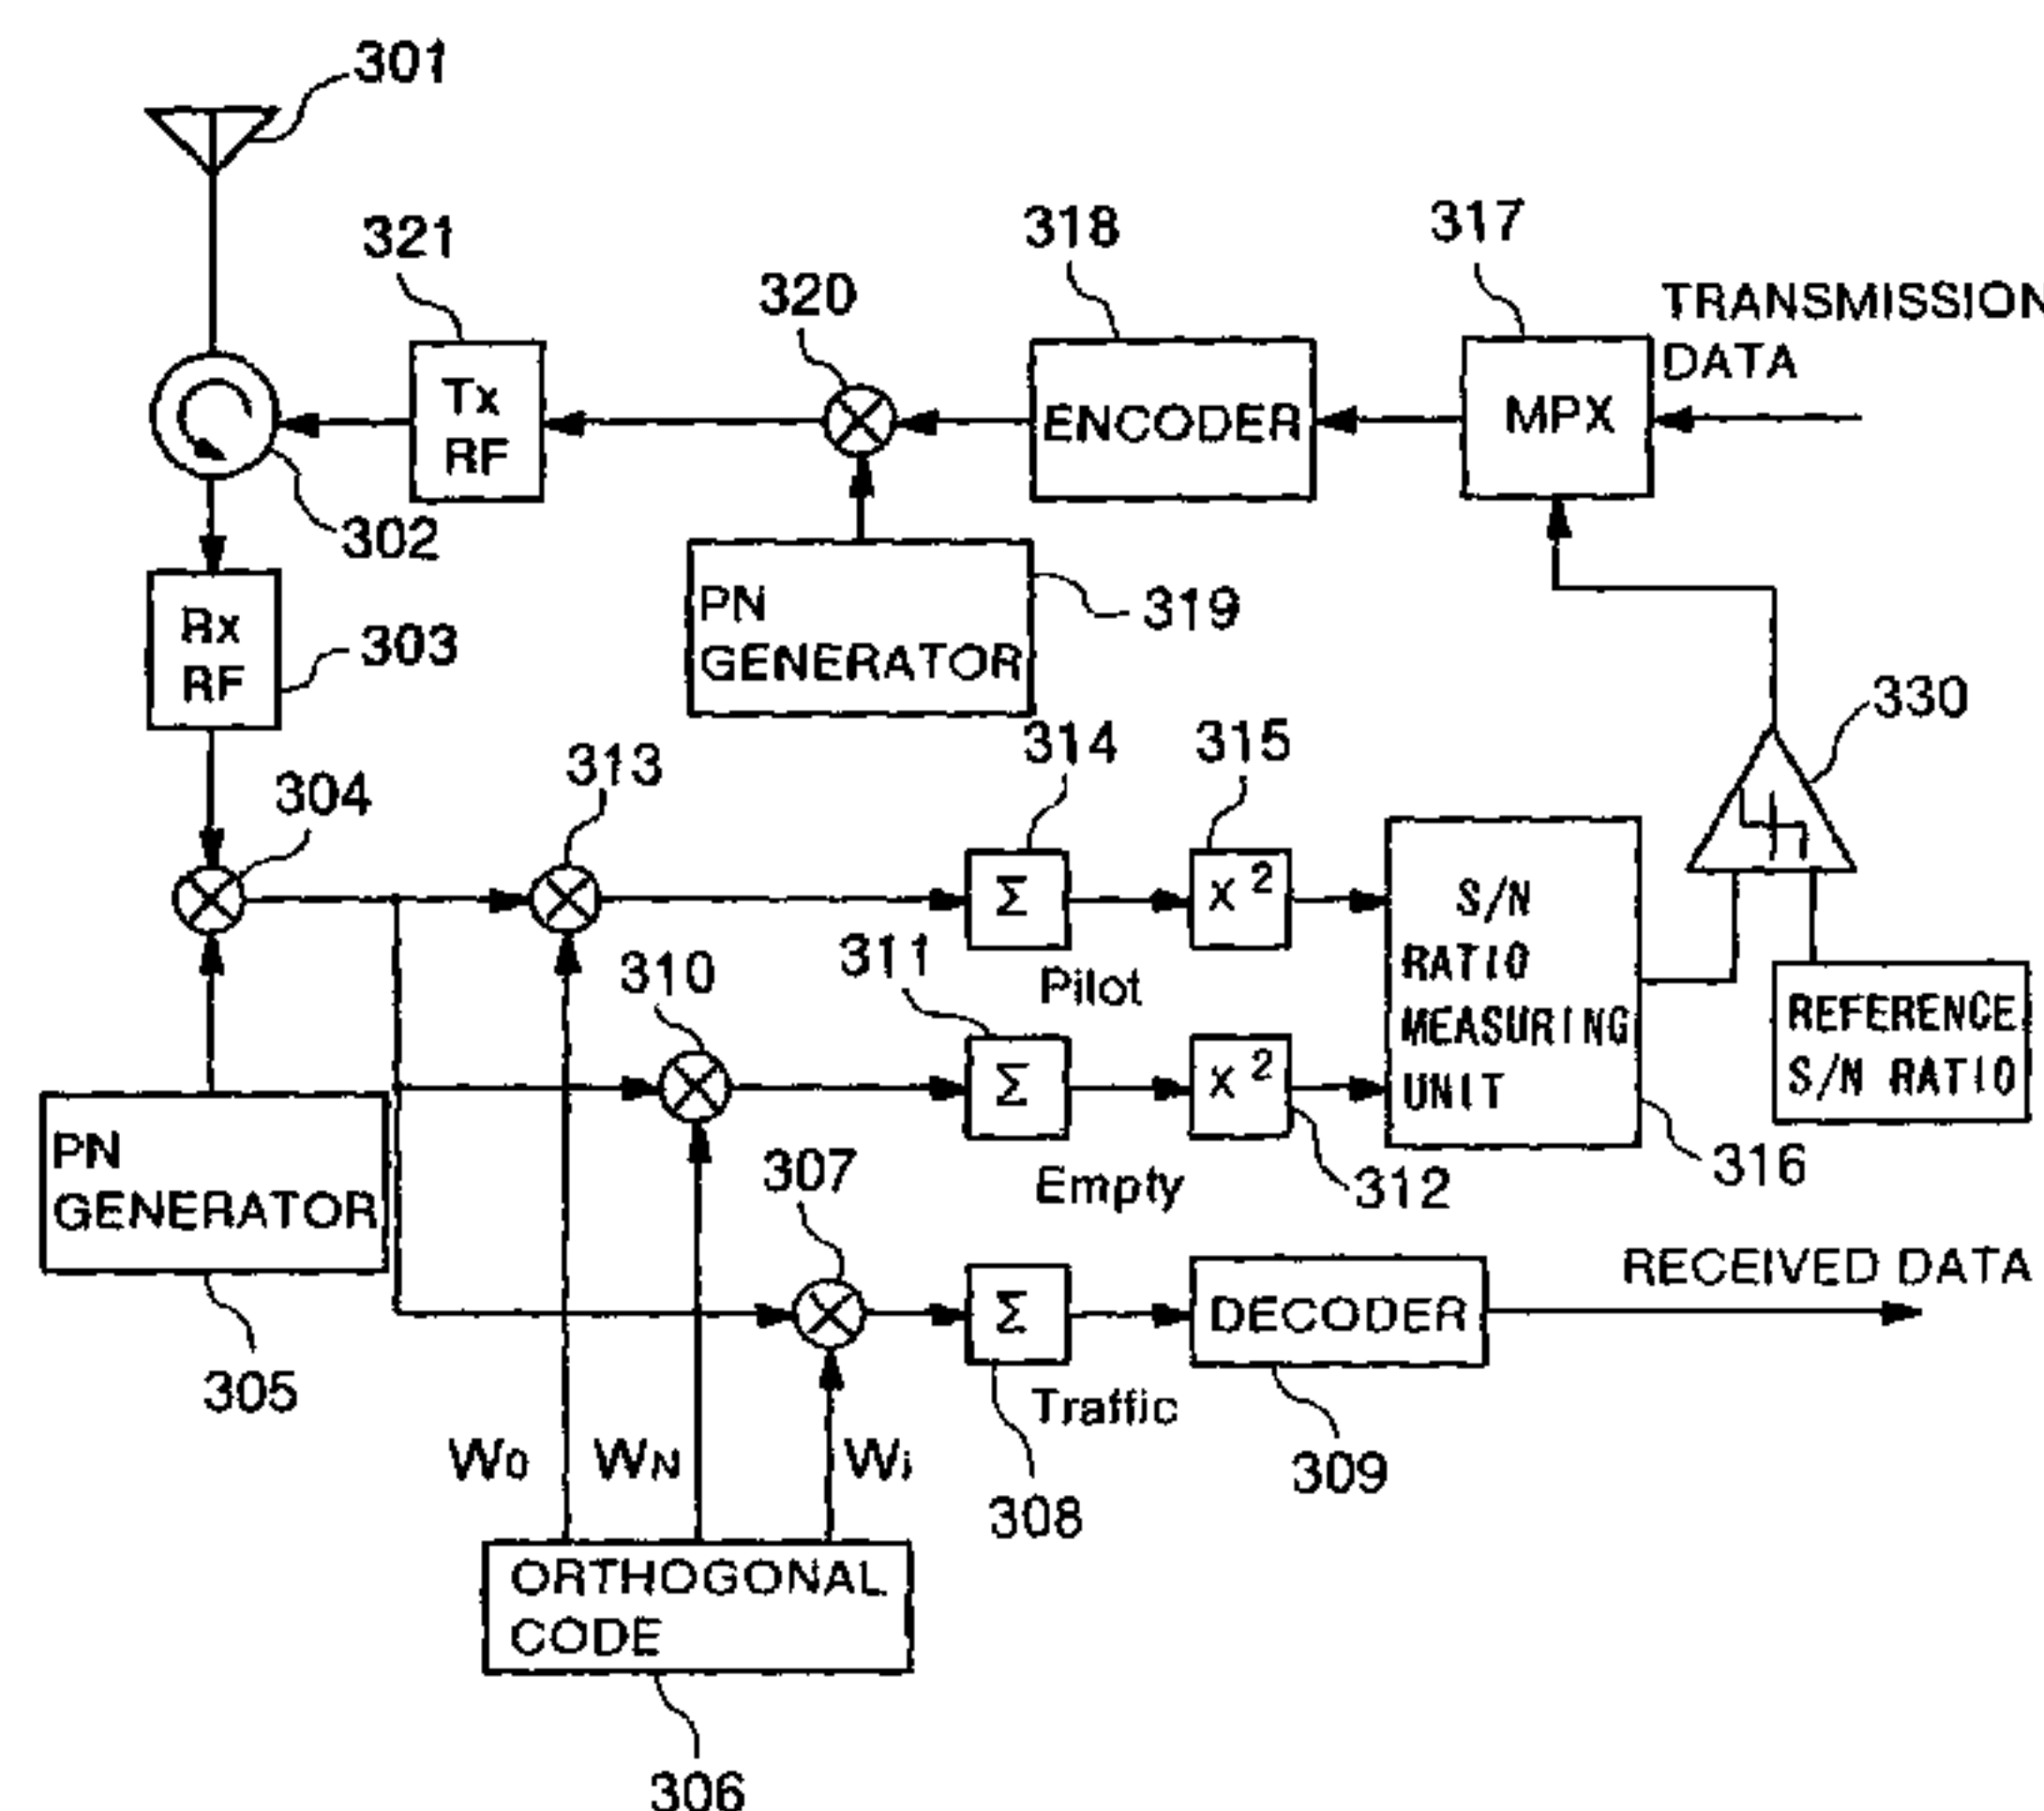 301
321
318
317
320
TRANSMISSION
DATA
Tx
RF
ENCODER
MPX
302
PN
GENERATOR
319
Rx
RF
303
330
314
315
313
304
Σ
X²
S/N
RATIO
MEASURING
UNIT
310
311
Pilot
REFERENCE
S/N RATIO
Σ
X²
PN
GENERATOR
307
Empty
312
316
RECEIVED DATA
Σ
DECODER
305
Traffic
W₀
W_N
Wᵢ
308
309
ORTHOGONAL
CODE
306